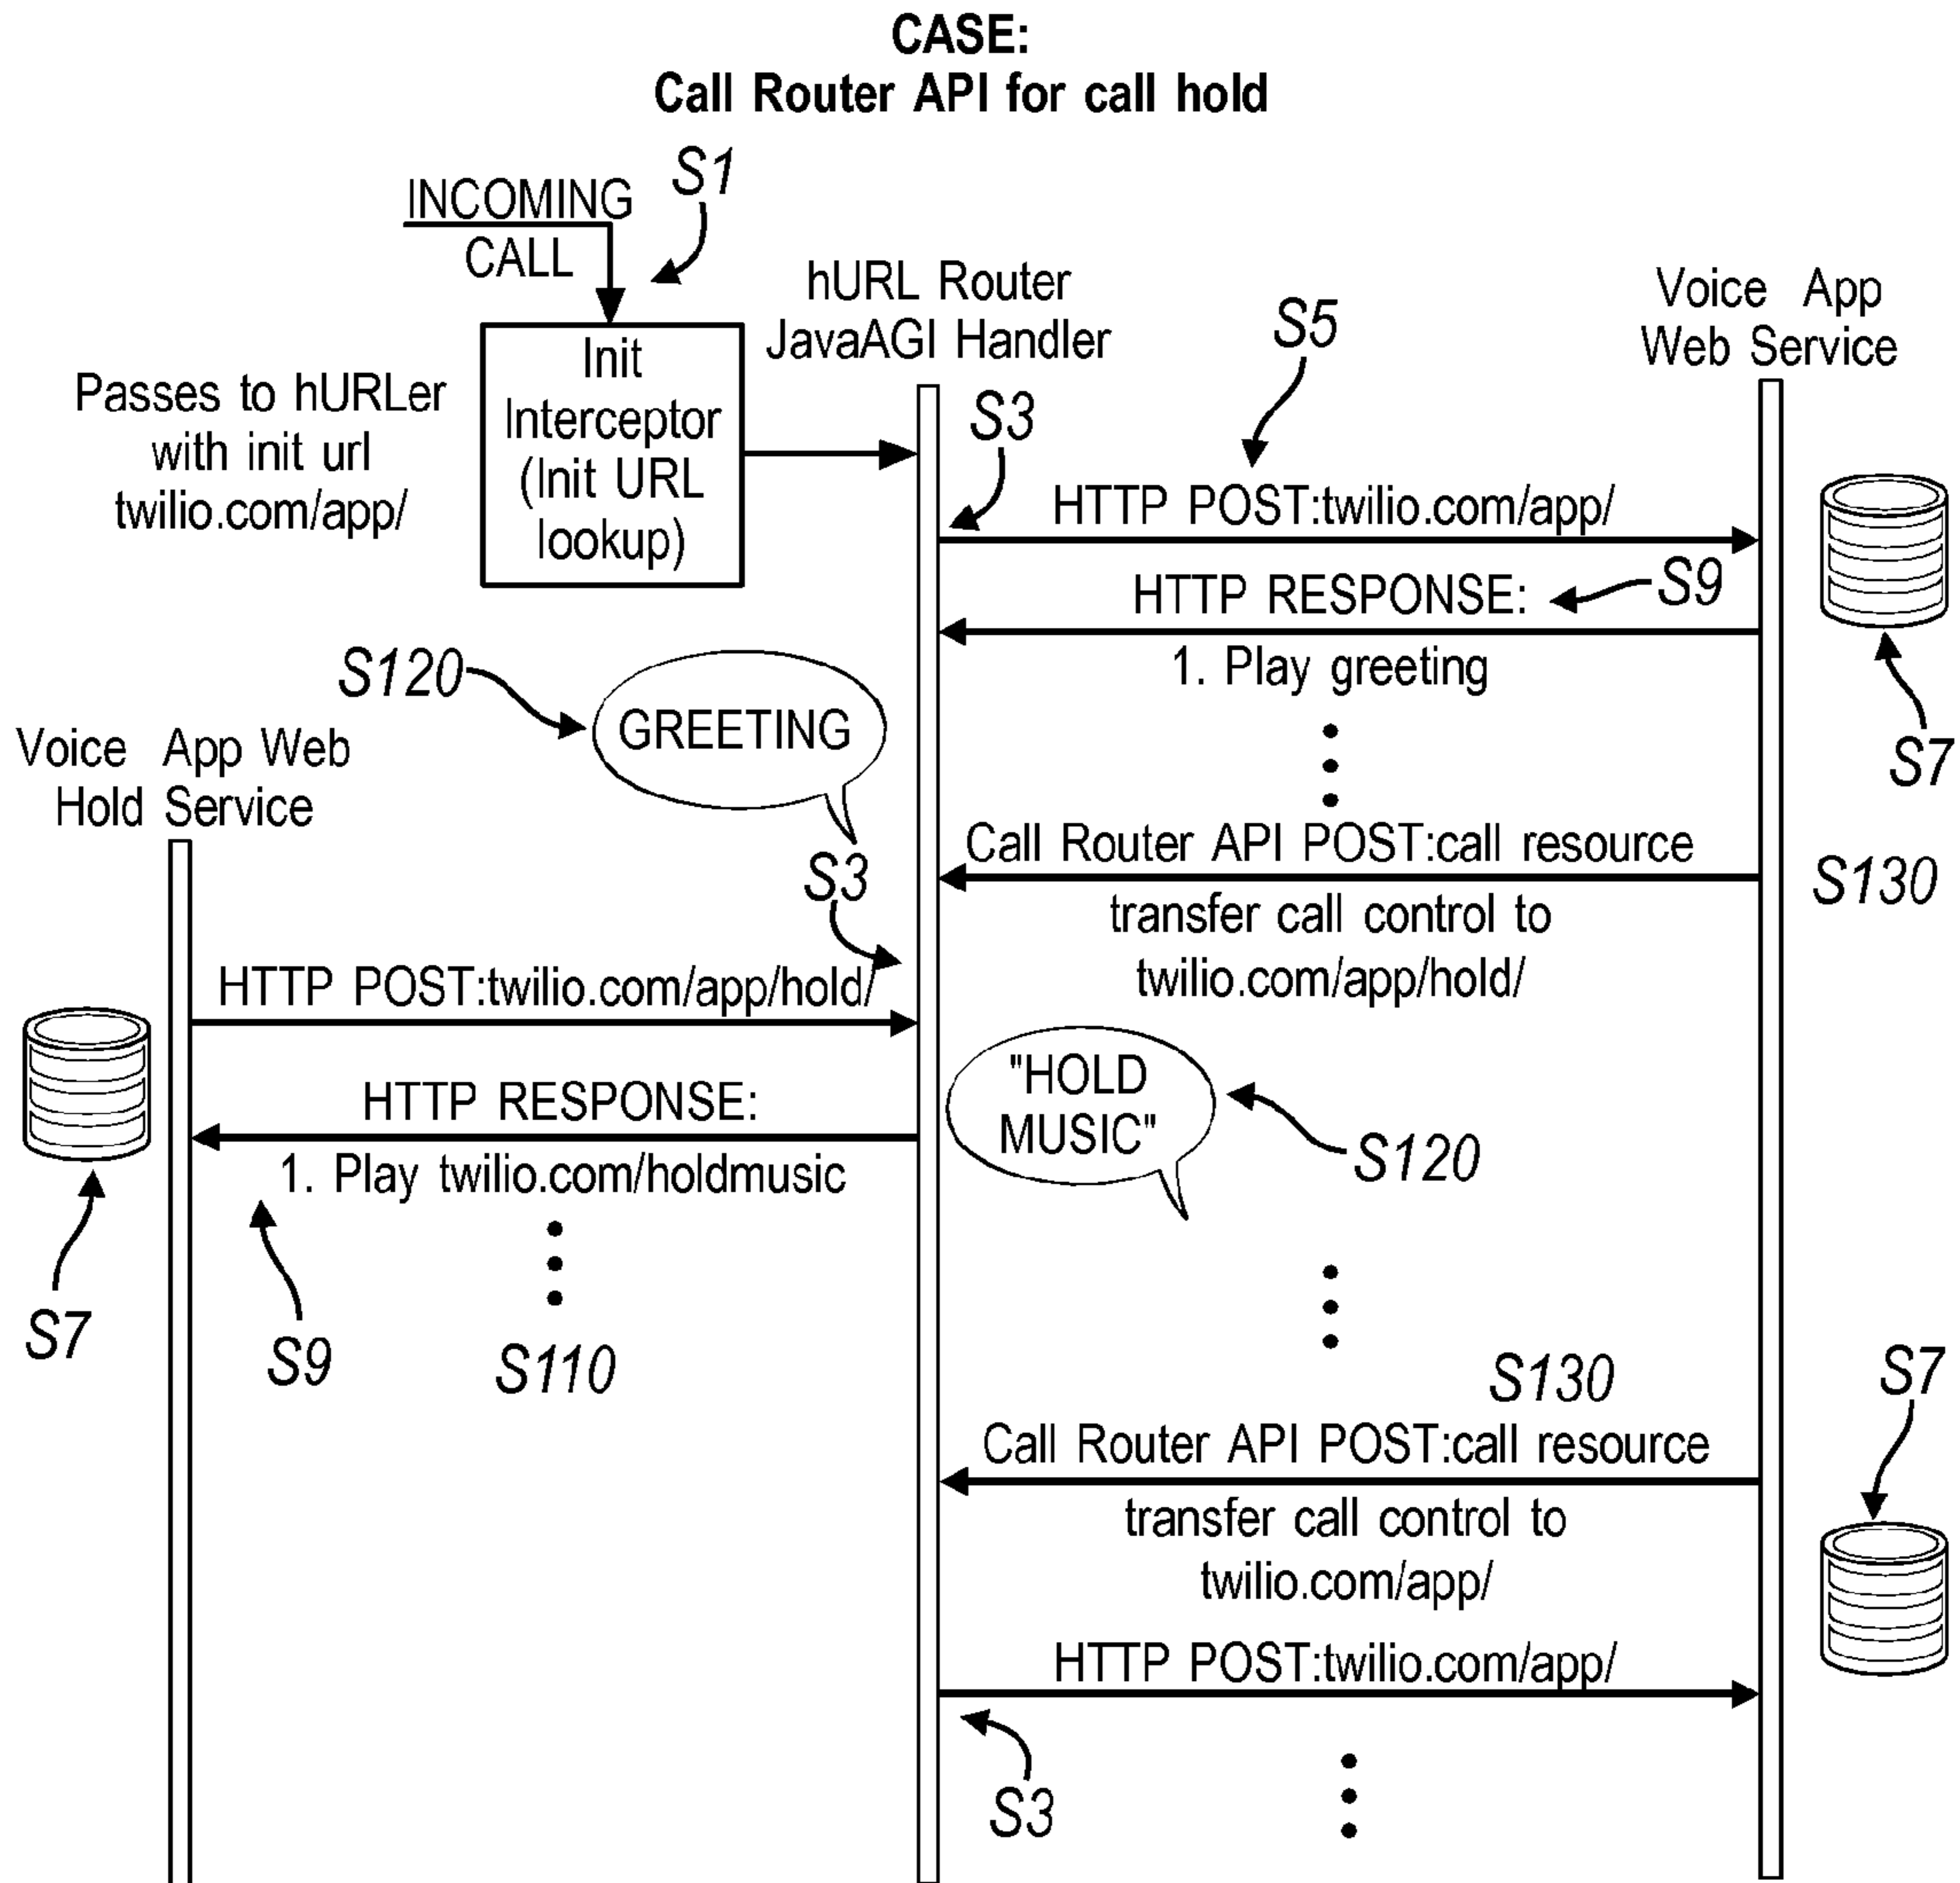 CASE:
Call Router API for call hold
S1
INCOMING
CALL
hURL Router
JavaAGI Handler
Voice App
Web Service
S5
Init
Interceptor
(Init URL
lookup)
Passes to hURLer
with init url
twilio.com/app/
S3
HTTP POST:twilio.com/app/
HTTP RESPONSE:
S9
1. Play greeting
S7
S120
GREETING
Voice App Web
Hold Service
S3
Call Router API POST:call resource
S130
transfer call control to
twilio.com/app/hold/
HTTP POST:twilio.com/app/hold/
"HOLD
MUSIC"
S120
HTTP RESPONSE:
1. Play twilio.com/holdmusic
S7
S9
S110
S130
S7
Call Router API POST:call resource
transfer call control to
twilio.com/app/
HTTP POST:twilio.com/app/
S3